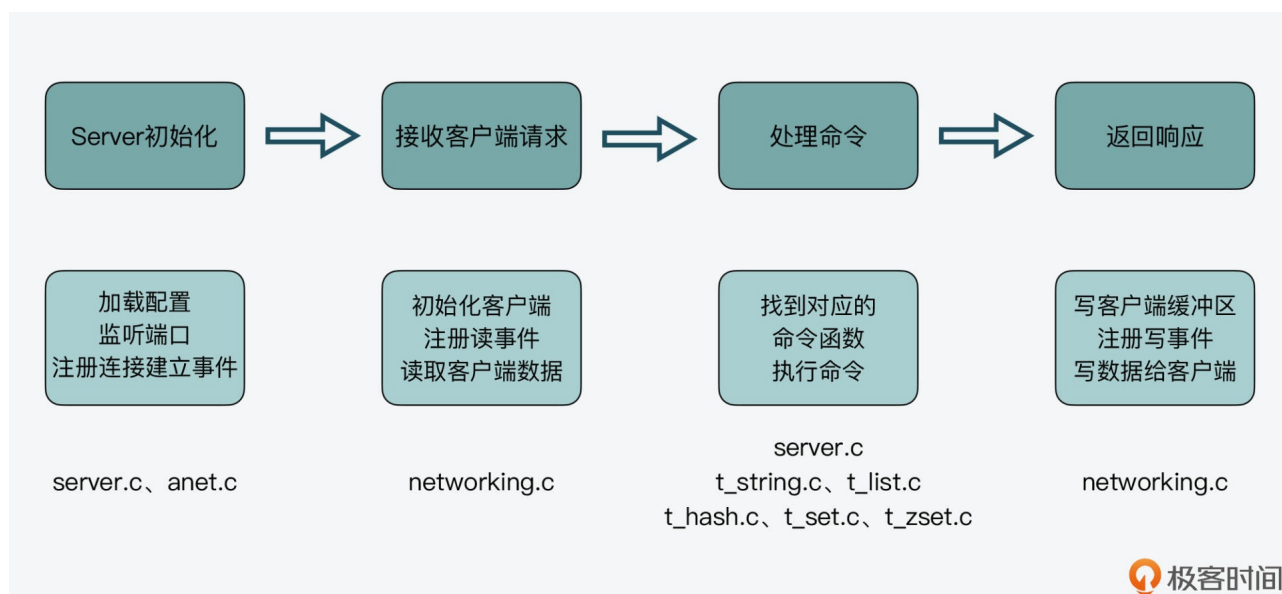 Server初始化
接收客户端请求
处理命令
返回响应
加载配置
监听端口
注册连接建立事件
初始化客户端
注册读事件
读取客户端数据
找到对应的
命令函数
执行命令
写客户端缓冲区
注册写事件
写数据给客户端
server.c、anet.c
networking.c
server.c
t_string.c、t_list.c
t_hash.c、t_set.c、t_zset.c
networking.c
极客时间